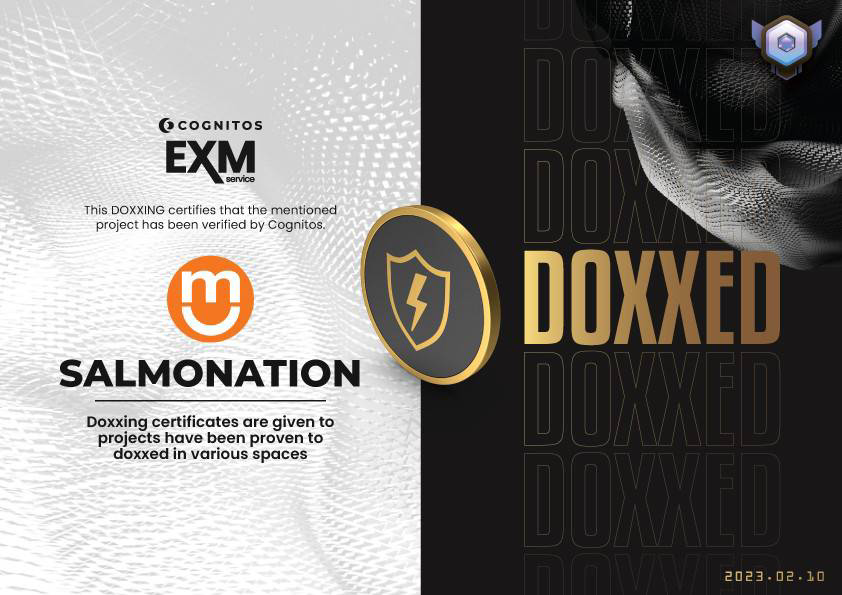 COGNITOS
EXM
service
This DOXXING certifies that the mentioned
project has been verified by Cognitos.
m
SALMONATION
Doxxing certificates are given to
projects have been proven to
doxxed in various spaces
DOXXED
DOXXED
DOXXED
DOXXED
DOXXED
DOXXED
DOXXED
2023.02.10